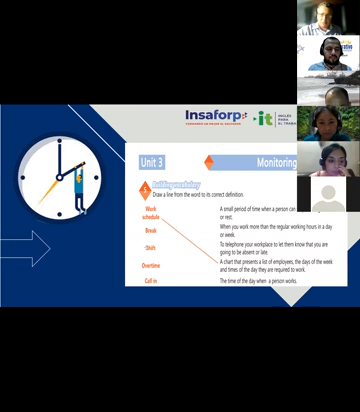 Insaforp
it
INGLÉS
PARA
EL TRABA
Unit 3
Monitoring
Building vocabulary
Draw a line from the word to its correct definition.
Work
schedule
A small period of time when a person can
or rest.
Break
When you work more than the regular working hours in a day
or week.
Shifts
To telephone your workplace to let them know that you are
going to be absent or late.
Overtime
A chart that presents a list of employees, the days of the week
and times of the day they are required to work.
Call in
The time of the day when a person works.